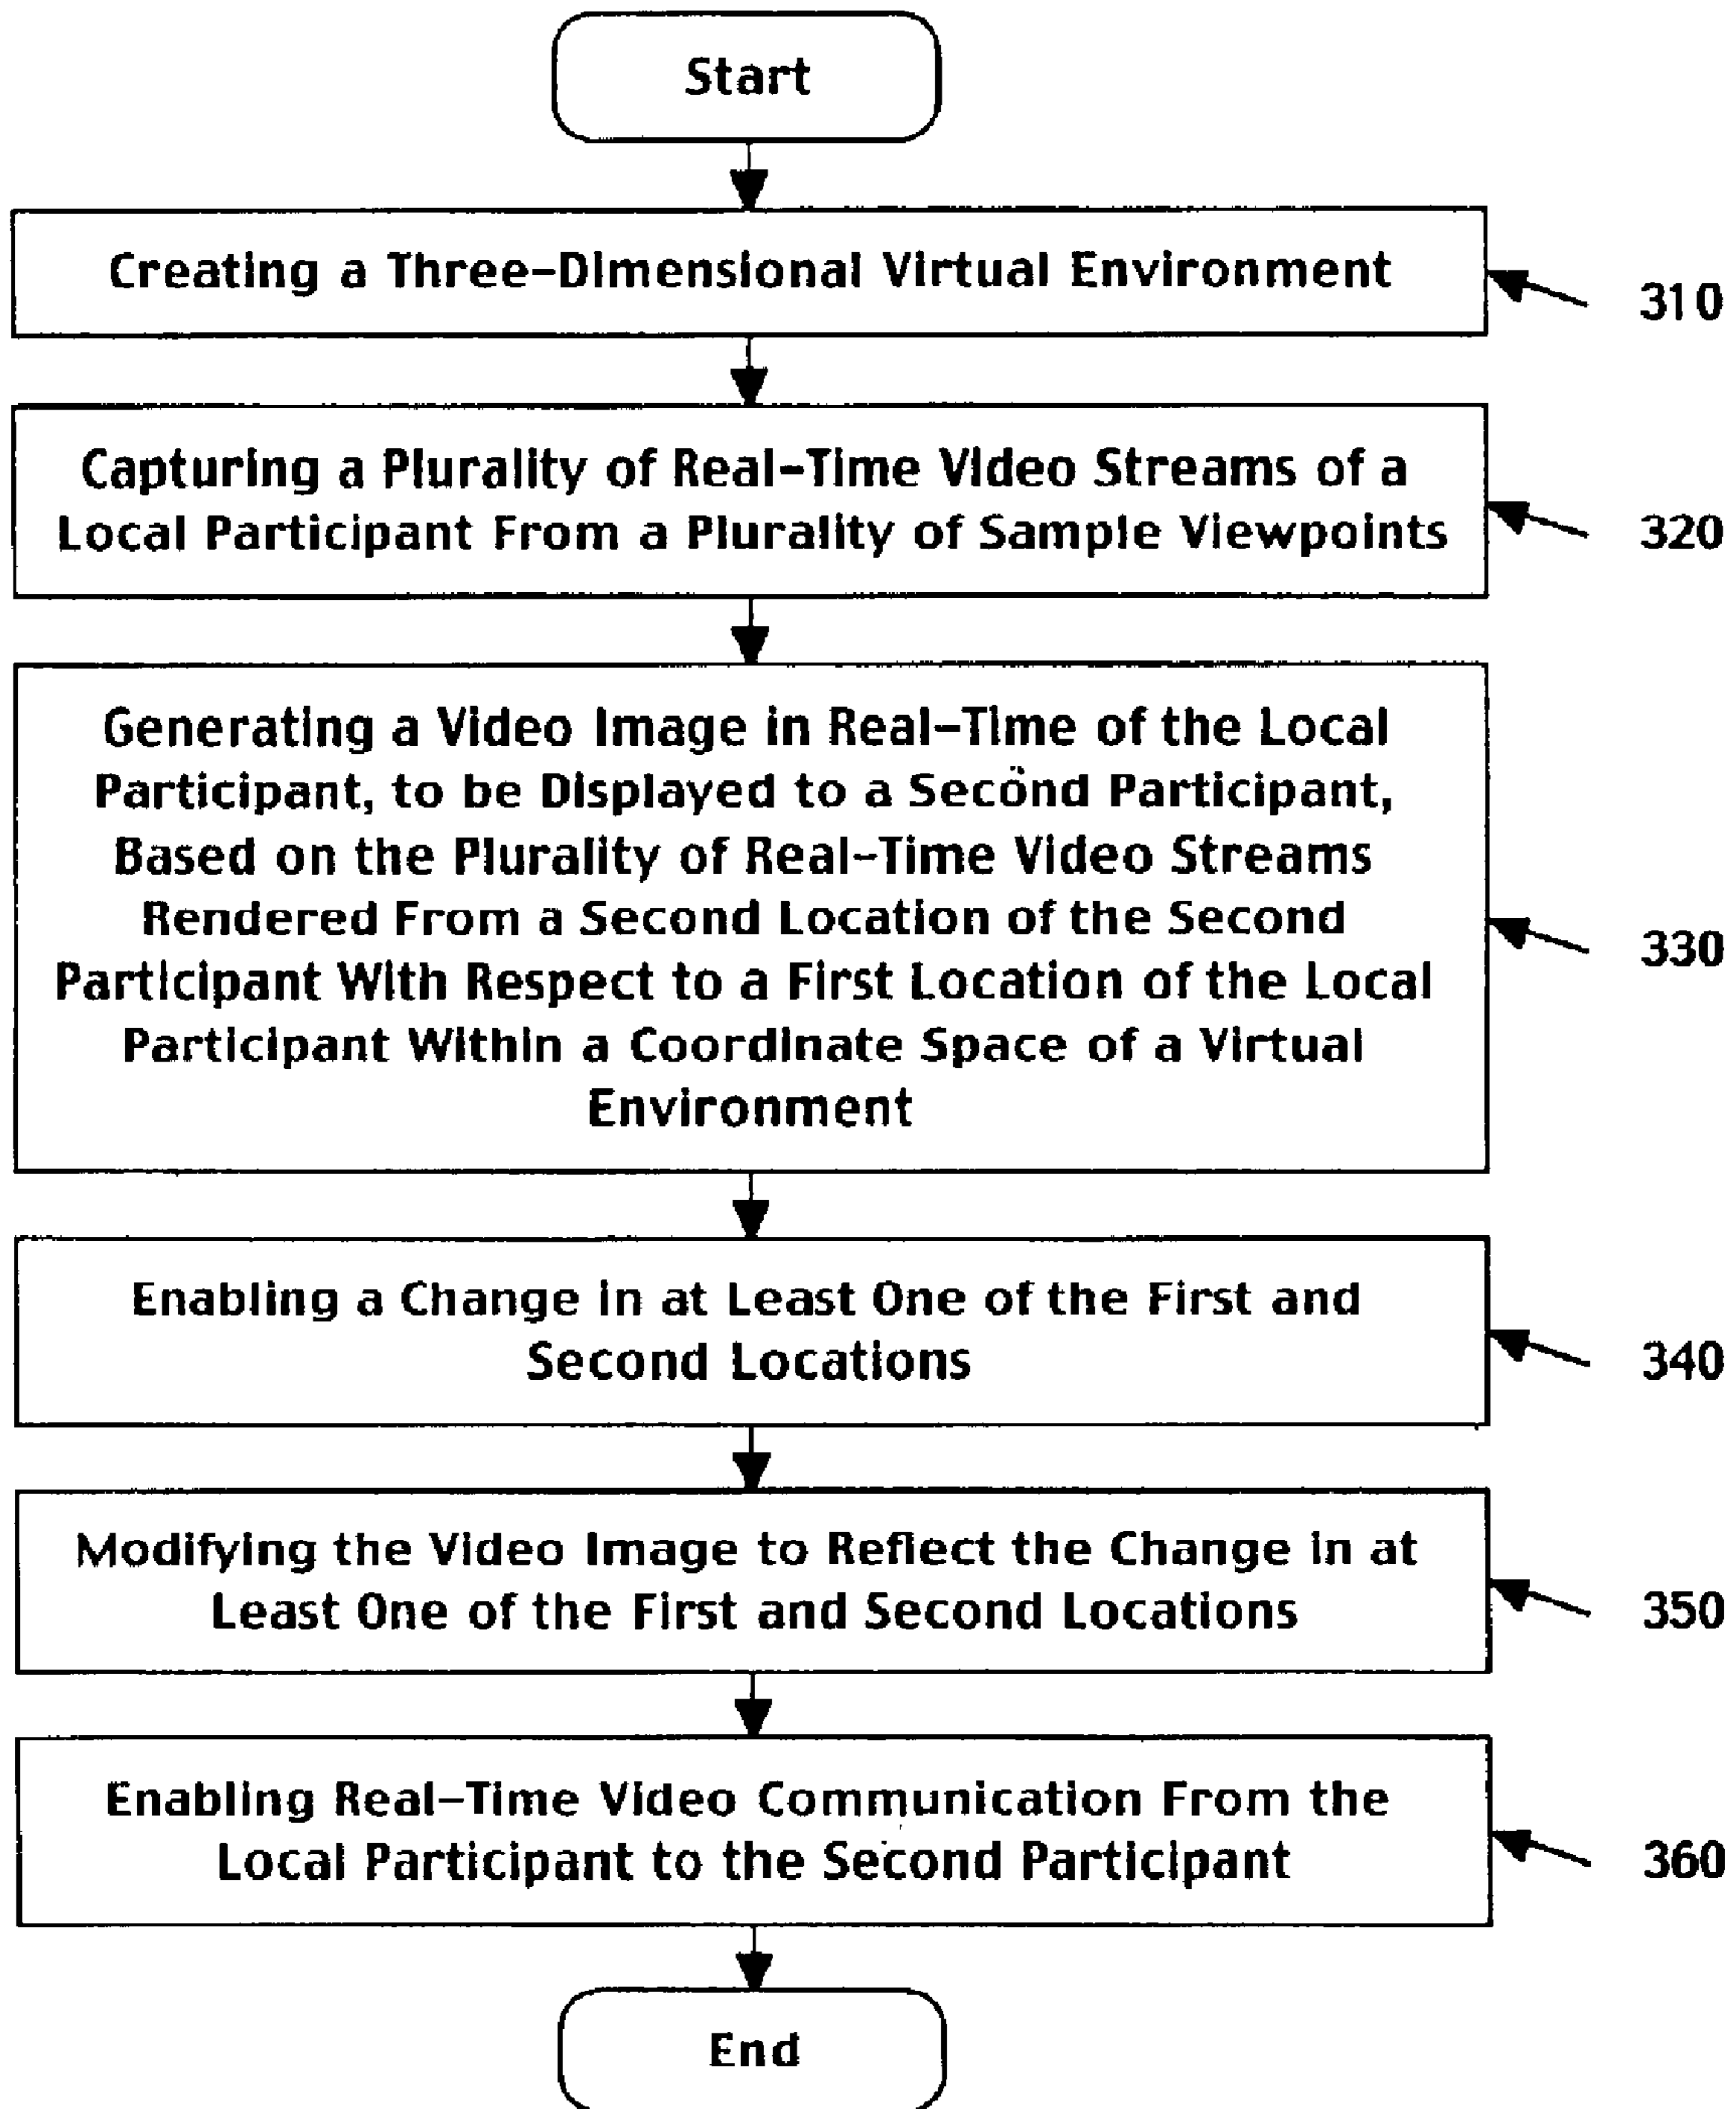 Start
Creating a Three-Dimensional Virtual Environment
310
Capturing a Plurality of Real-Time Video Streams of a
Local Participant From a Plurality of Sample Viewpoints
320
Generating a Video Image in Real-Time of the Local
Participant, to be Displayed to a Second Participant,
Based on the Plurality of Real-Time Video Streams
Rendered From a Second Location of the Second
Participant With Respect to a First Location of the Local
Participant Within a Coordinate Space of a Virtual
Environment
330
Enabling a Change in at Least One of the First and
Second Locations
340
Modifying the Video Image to Reflect the Change in at
Least One of the First and Second Locations
350
Enabling Real-Time Video Communication From the
Local Participant to the Second Participant
360
End